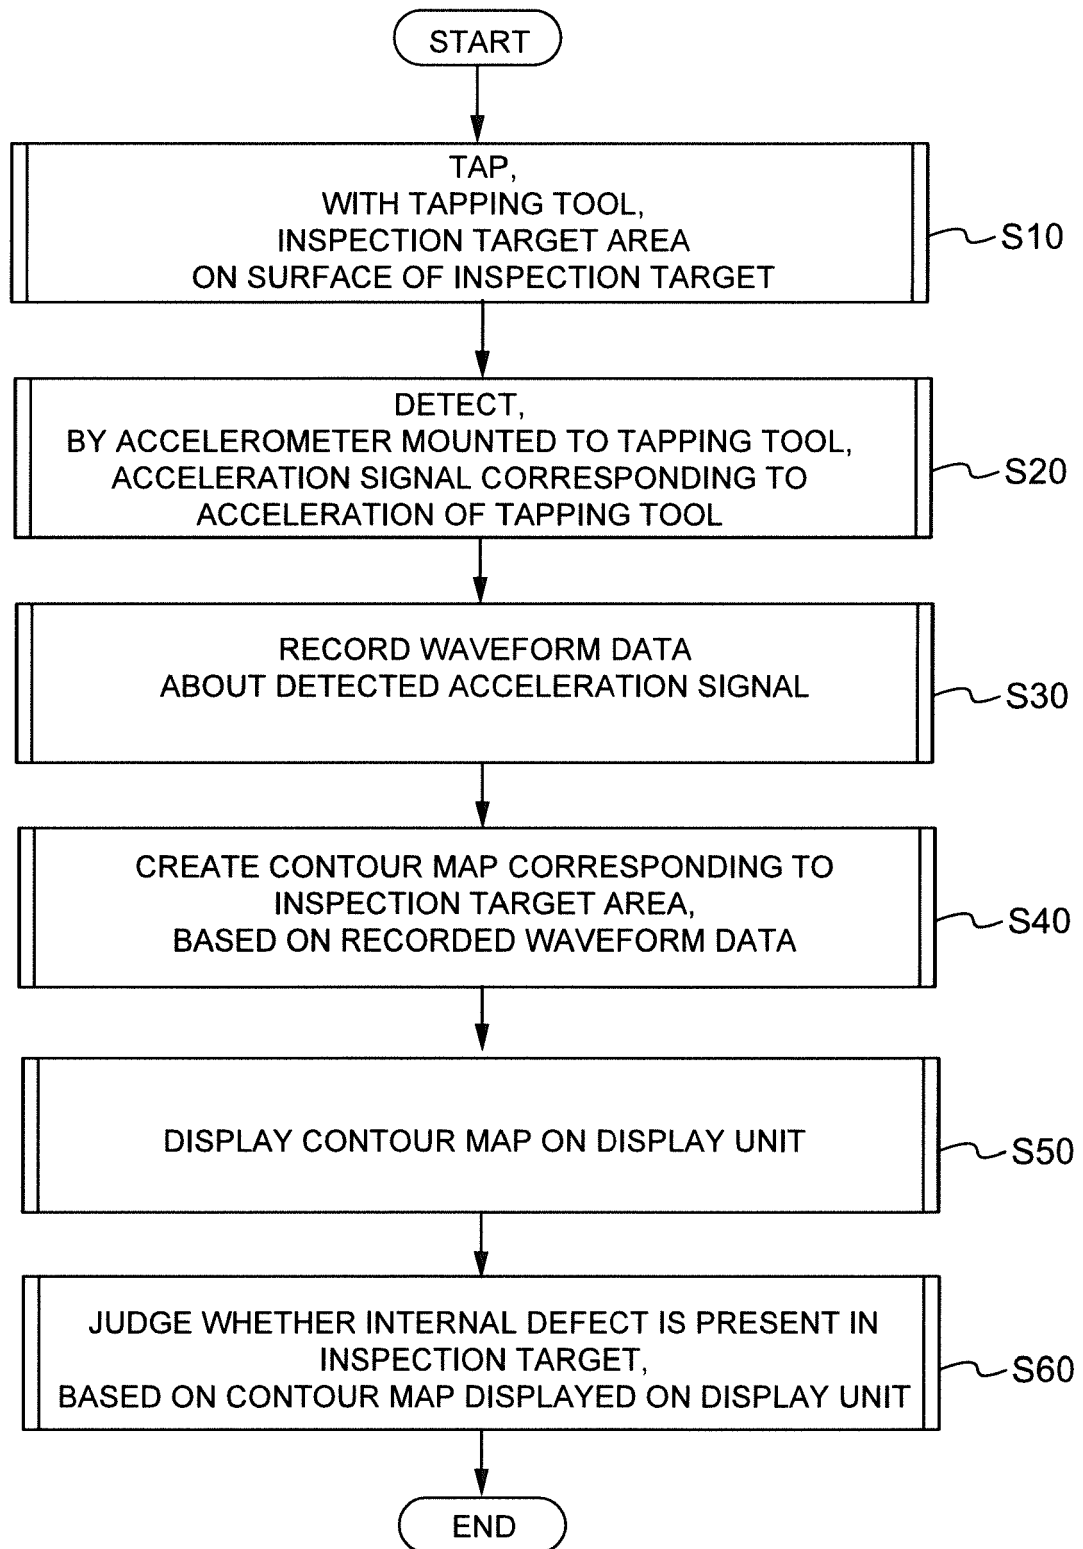 START
TAP,
WITH TAPPING TOOL,
INSPECTION TARGET AREA
ON SURFACE OF INSPECTION TARGET
S10
DETECT,
BY ACCELEROMETER MOUNTED TO TAPPING TOOL,
ACCELERATION SIGNAL CORRESPONDING TO
ACCELERATION OF TAPPING TOOL
S20
RECORD WAVEFORM DATA
ABOUT DETECTED ACCELERATION SIGNAL
S30
CREATE CONTOUR MAP CORRESPONDING TO
INSPECTION TARGET AREA,
BASED ON RECORDED WAVEFORM DATA
S40
DISPLAY CONTOUR MAP ON DISPLAY UNIT
S50
JUDGE WHETHER INTERNAL DEFECT IS PRESENT IN
INSPECTION TARGET,
BASED ON CONTOUR MAP DISPLAYED ON DISPLAY UNIT
S60
END